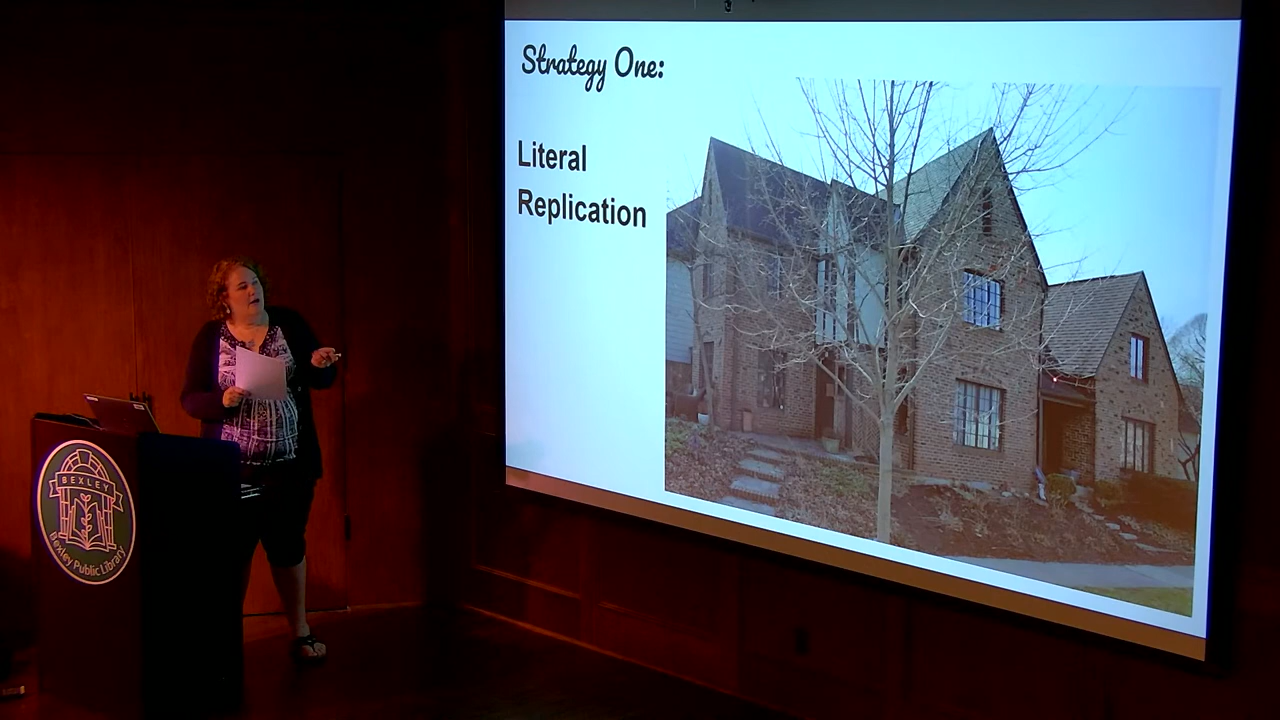 Strategy One:
Literal
Replication
BEXLEY
Bexley Public Library